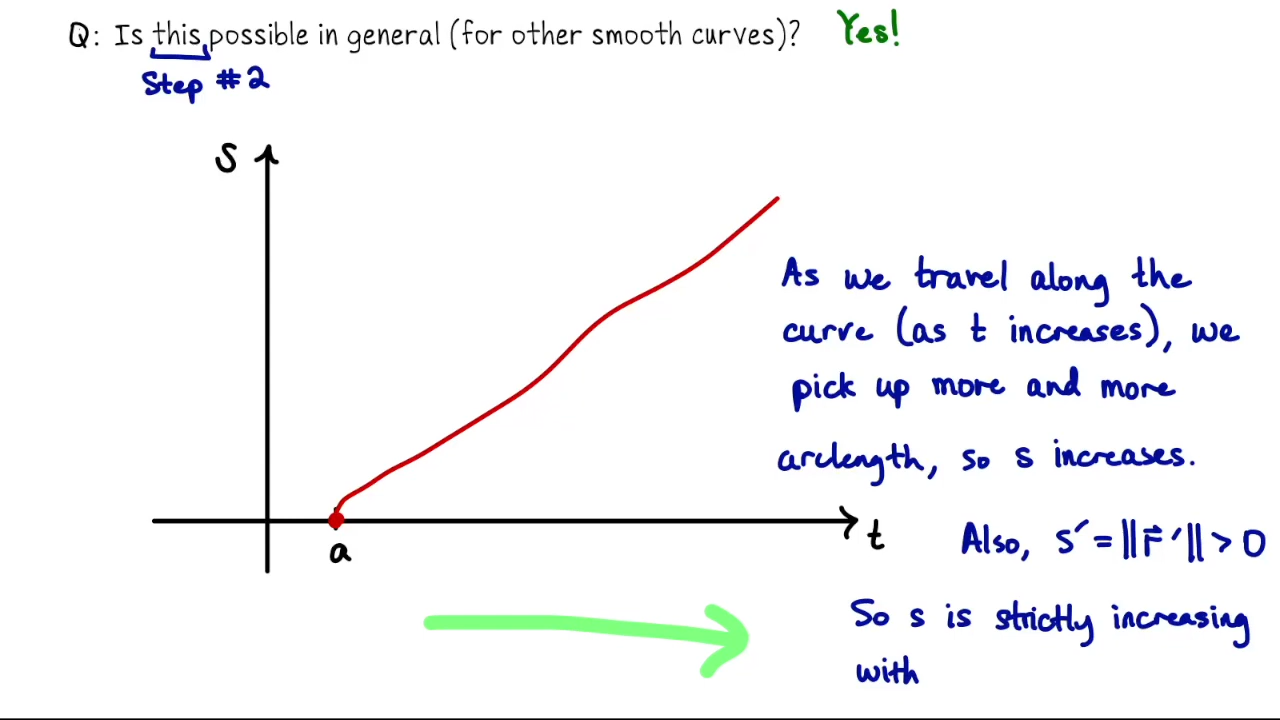 Q: Is this possible in general (for other smooth curves)? Yes!
Step #2
S
As we travel along the
curve (as t increases), we
pick up more and more
arclength, so s increases.
a
t
Also, s′ = ‖r⃗′‖ > 0
So s is strictly increasing
with